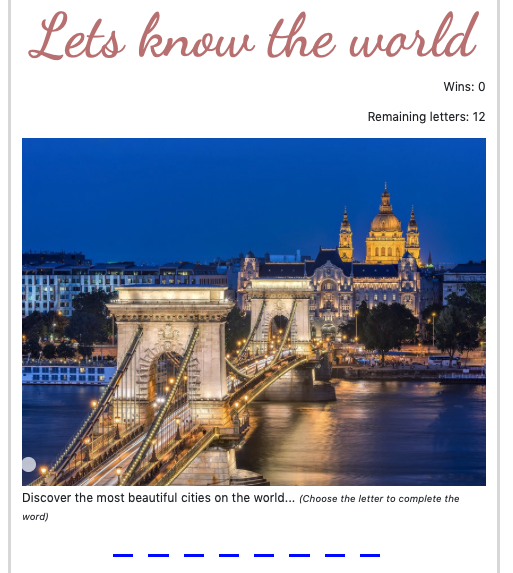 Lets know the world
Wins: 0
Remaining letters: 12
Discover the most beautiful cities on the world... (Choose the letter to complete the
word)